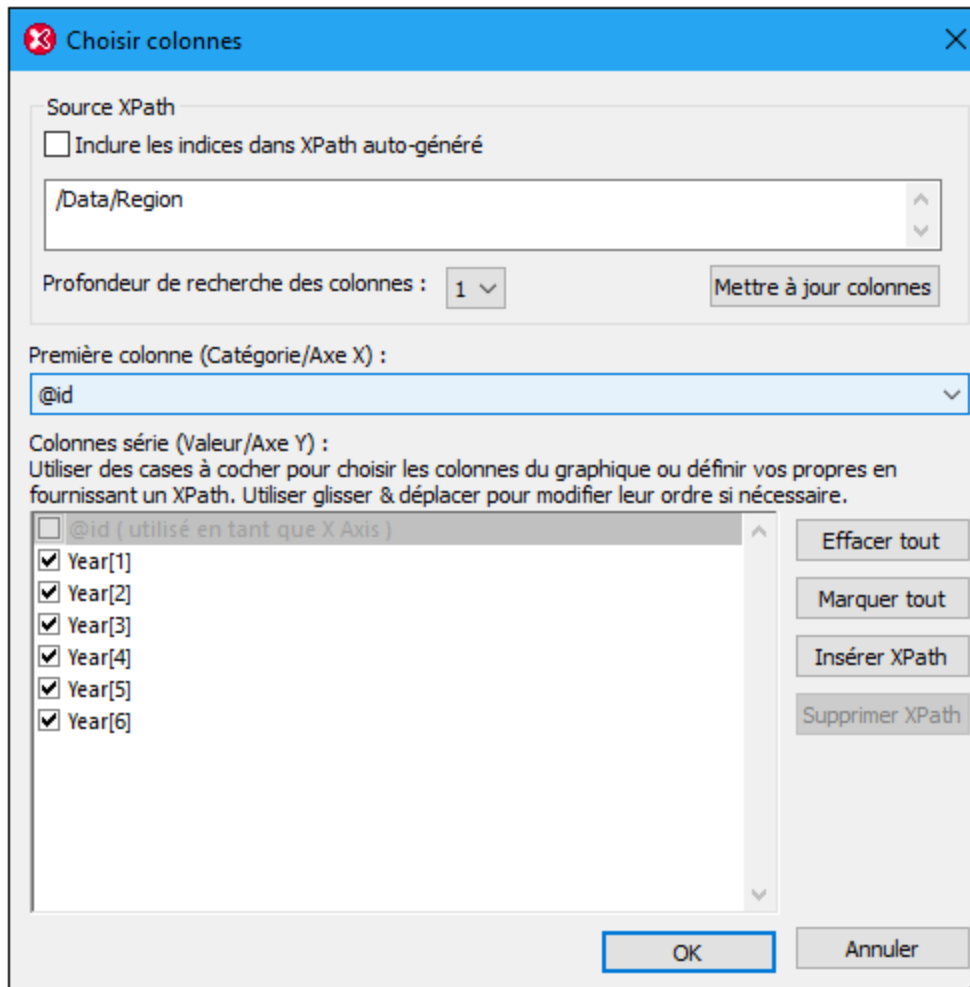 Choisir colonnes
Source XPath
Inclure les indices dans XPath auto-généré
/Data/Region
Profondeur de recherche des colonnes :
1
Mettre à jour colonnes
Première colonne (Catégorie/Axe X) :
@id
Colonnes série (Valeur/Axe Y) :
Utiliser des cases à cocher pour choisir les colonnes du graphique ou définir vos propres en
fournissant un XPath. Utiliser glisser & déplacer pour modifier leur ordre si nécessaire.
@id ( utilisé en tant que X Axis )
Year[1]
Year[2]
Year[3]
Year[4]
Year[5]
Year[6]
Effacer tout
Marquer tout
Insérer XPath
Supprimer XPath
OK
Annuler